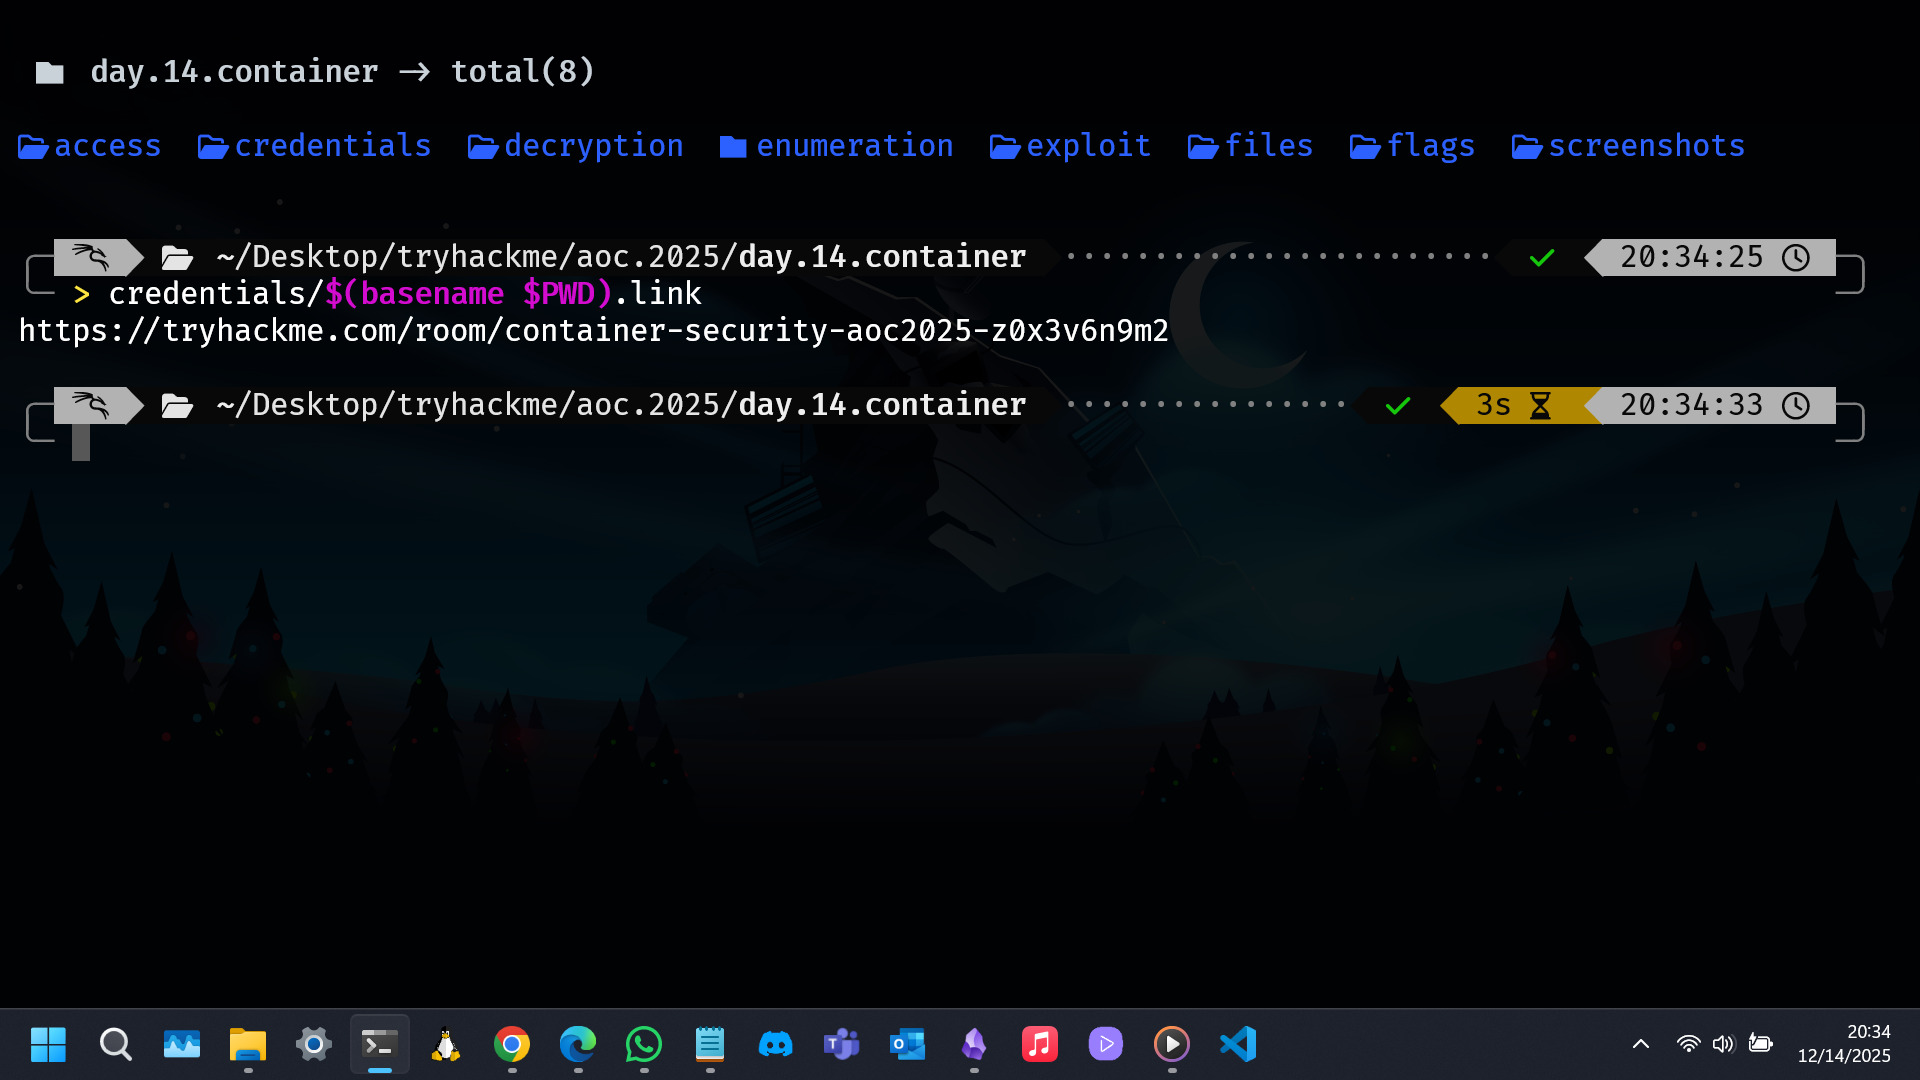 day.14.container → total(8)
access credentials decryption enumeration exploit files flags screenshots
~/Desktop/tryhackme/aoc.2025/day.14.container 20:34:25
> credentials/$(basename $PWD).link
https://tryhackme.com/room/container-security-aoc2025-z0x3v6n9m2
~/Desktop/tryhackme/aoc.2025/day.14.container 3s 20:34:33
20:34
12/14/2025